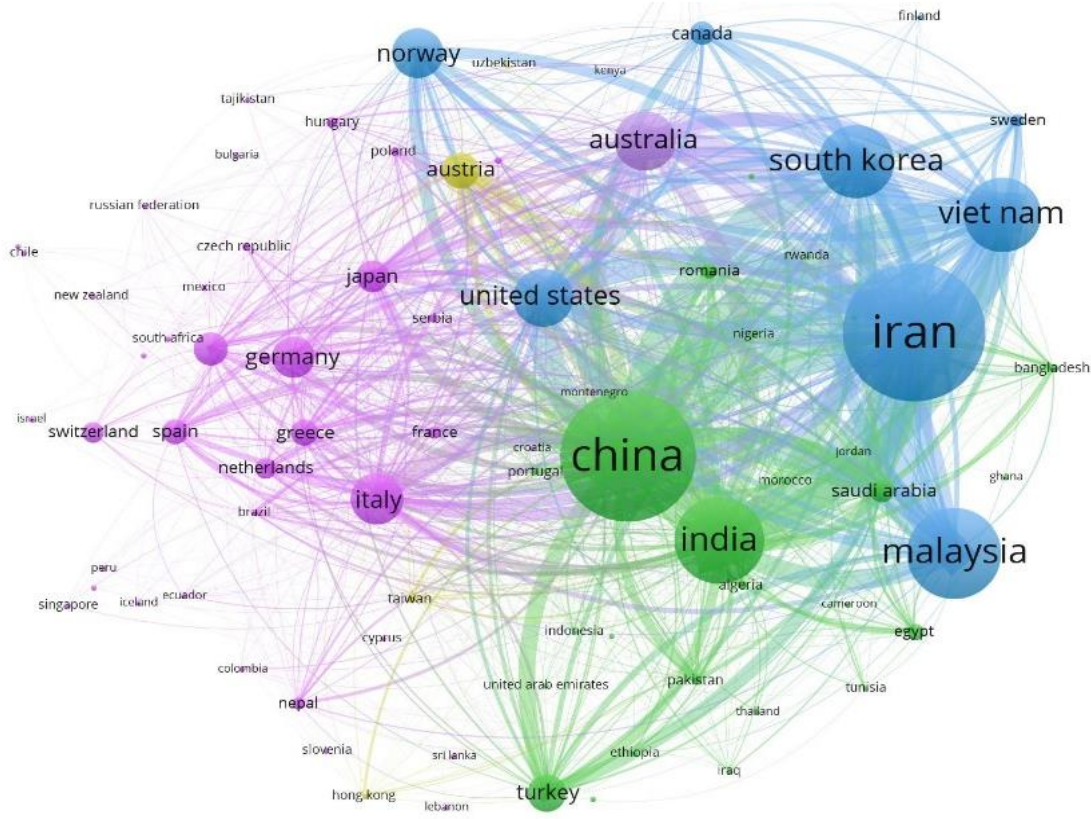 finland
canada
norway
uzbekistan
kenya
tajikistan
hungary
sweden
australia
bulgaria
poland
south korea
austria
russian federation
viet nam
chile
czech republic
rwanda
japan
romania
mexico
new zealand
united states
serbia
iran
nigeria
south africa
germany
bangladesh
montenegro
israel
switzerland
spain
greece
france
croatia
china
jordan
netherlands
portugal
morocco
ghana
saudi arabia
italy
brazil
india
malaysia
peru
algeria
ecuador
singapore
iceland
taiwan
cameroon
cyprus
indonesia
egypt
colombia
united arab emirates
pakistan
tunisia
nepal
thailand
slovenia
sri lanka
ethiopia
iraq
turkey
hong kong
lebanon